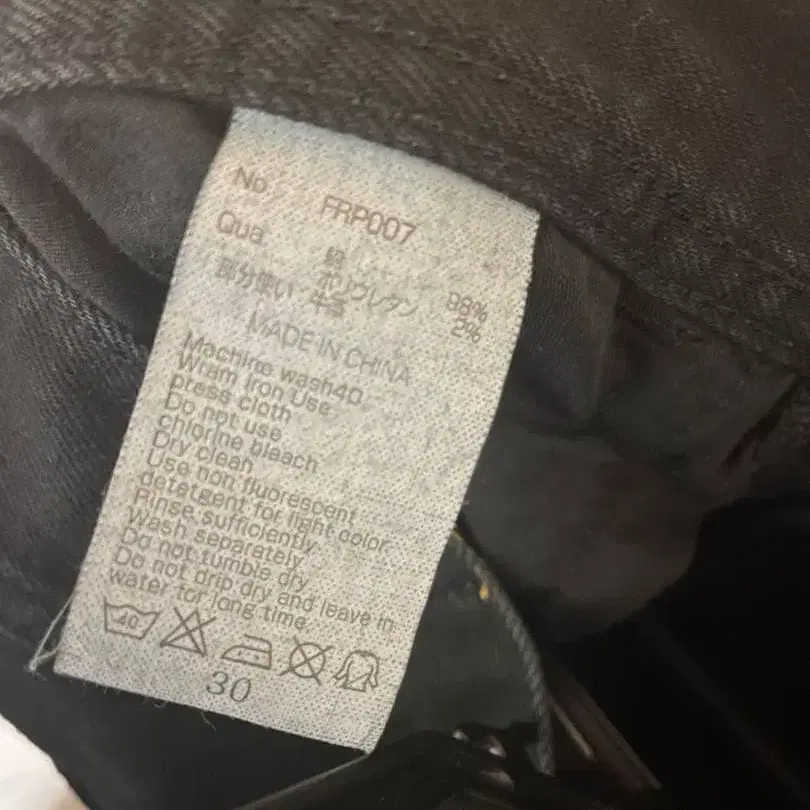 No. FRP007
Qua. 綿 98%
ポリウレタン 2%
部分使い 牛革
MADE IN CHINA
Machine wash40
Wram iron Use
press cloth
Do not use
chlorine bleach
Dry clean
Use non fluorescent
detatgent for light color
Rinse sufficiently
Wash separately
Do not tumble dry
Do not drip dry and leave in
water for long time
40
30